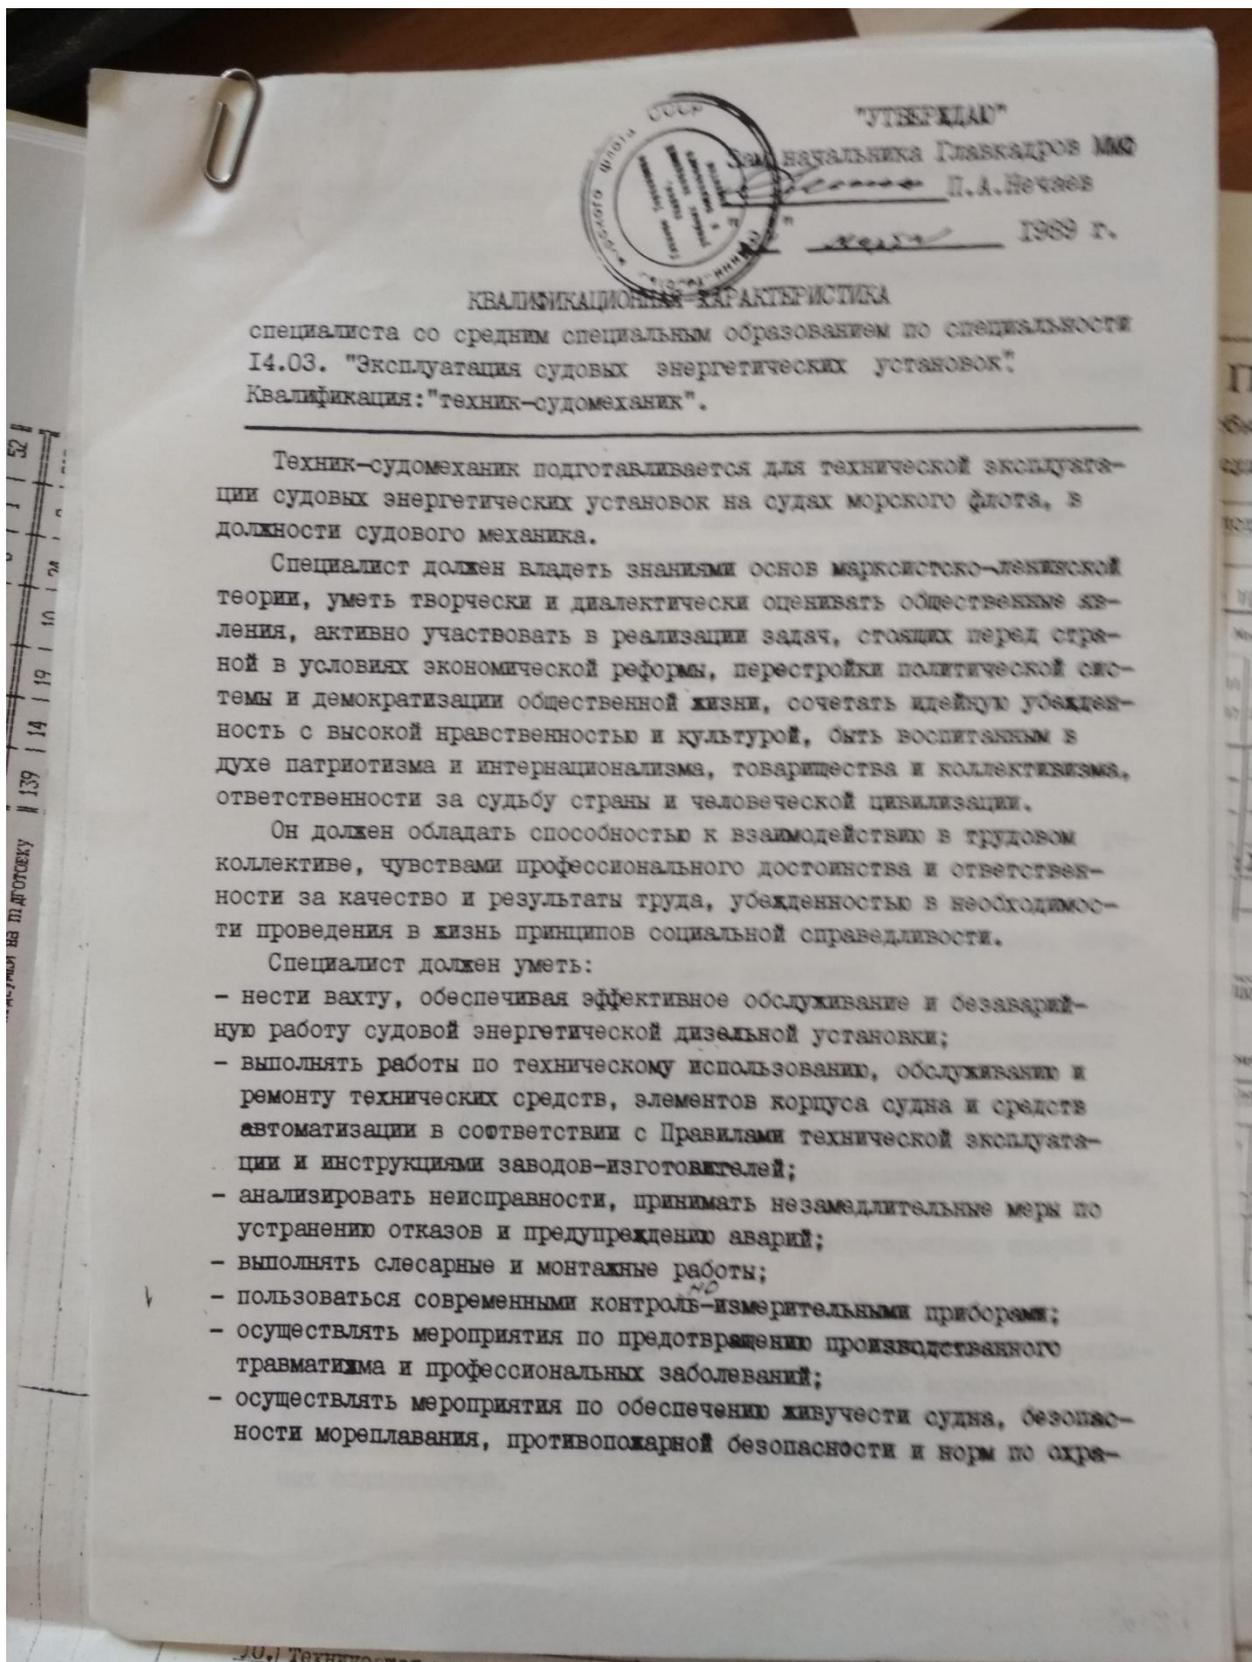 "УТВЕРЖДАЮ"
Зам. начальника Главкадров ММФ
П.А.Нечаев
1989 г.
морского флота СССР
КВАЛИФИКАЦИОННАЯ ХАРАКТЕРИСТИКА
специалиста со средним специальным образованием по специальности
14.03. "Эксплуатация судовых энергетических установок".
Квалификация:"техник-судомеханик".
Техник-судомеханик подготавливается для технической эксплуата-
ции судовых энергетических установок на судах морского флота, в
должности судового механика.
Специалист должен владеть знаниями основ марксистско-ленинской
теории, уметь творчески и диалектически оценивать общественные яв-
ления, активно участвовать в реализации задач, стоящих перед стра-
ной в условиях экономической реформы, перестройки политической сис-
темы и демократизации общественной жизни, сочетать идейную убежден-
ность с высокой нравственностью и культурой, быть воспитанным в
духе патриотизма и интернационализма, товарищества и коллективизма,
ответственности за судьбу страны и человеческой цивилизации.
Он должен обладать способностью к взаимодействию в трудовом
коллективе, чувствами профессионального достоинства и ответствен-
ности за качество и результаты труда, убежденностью в необходимос-
ти проведения в жизнь принципов социальной справедливости.
Специалист должен уметь:
- нести вахту, обеспечивая эффективное обслуживание и безаварий-
ную работу судовой энергетической дизельной установки;
- выполнять работы по техническому использованию, обслуживанию и
ремонту технических средств, элементов корпуса судна и средств
автоматизации в соответствии с Правилами технической эксплуата-
ции и инструкциями заводов-изготовителей;
- анализировать неисправности, принимать незамедлительные меры по
устранению отказов и предупреждению аварий;
- выполнять слесарные и монтажные работы;
но
- пользоваться современными контроль-измерительными приборами;
- осуществлять мероприятия по предотвращению производственного
травматизма и профессиональных заболеваний;
- осуществлять мероприятия по обеспечению живучести судна, безопас-
ности мореплавания, противопожарной безопасности и норм по охра-
52
10
19
14
139
на подготовку